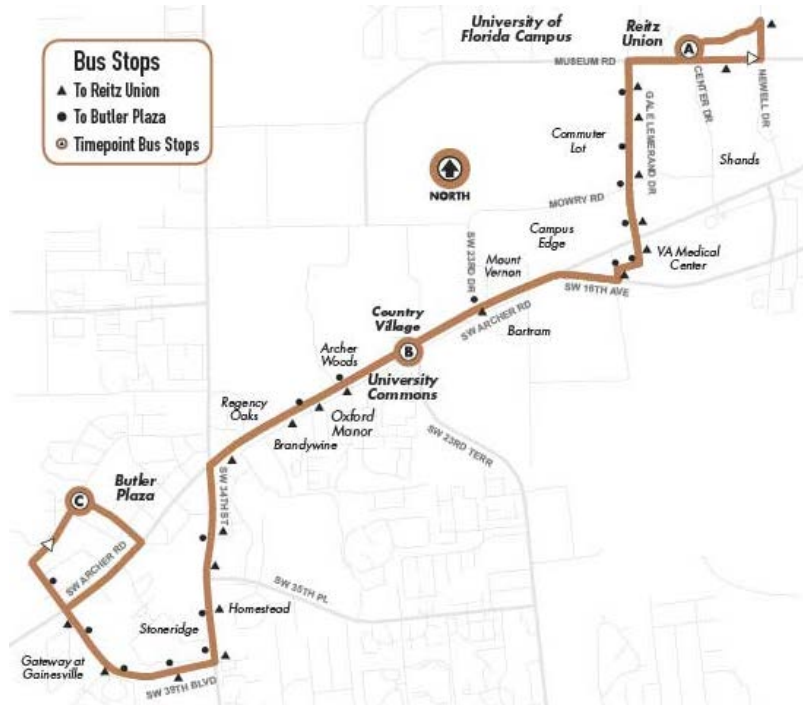 University of
Florida Campus
Reitz
Union
A
MUSEUM RD
CENTER DR
NEWELL DR
GALE LEMERAND DR
Bus Stops
To Reitz Union
To Butler Plaza
Timepoint Bus Stops
Commuter
Lot
Shands
NORTH
MOWRY RD
Campus
Edge
SW 23RD DR
Mount
Vernon
VA Medical
Center
SW 16TH AVE
SW ARCHER RD
Bartram
Country
Village
B
University
Commons
Archer
Woods
Regency
Oaks
Oxford
Manor
Brandywine
SW 23RD TERR
Butler
Plaza
C
SW 34TH ST
SW ARCHER RD
SW 35TH PL
Homestead
Stoneridge
Gateway at
Gainesville
SW 39TH BLVD